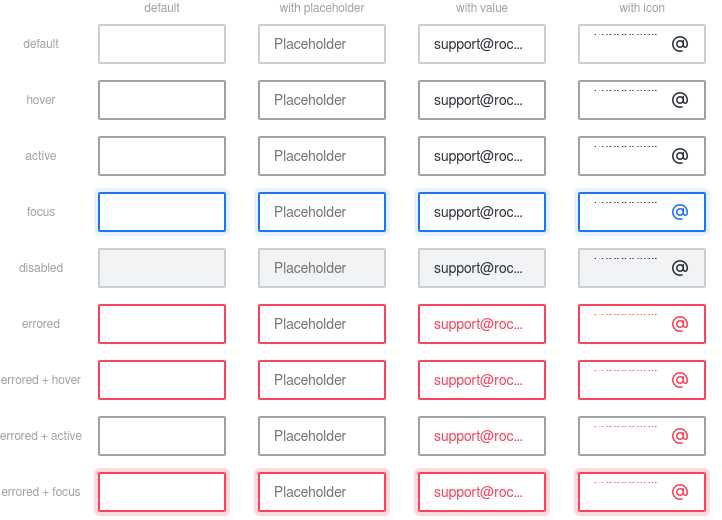 default with placeholder with value with icon
default Placeholder support@roc... @
hover Placeholder support@roc... @
active Placeholder support@roc... @
focus Placeholder support@roc... @
disabled Placeholder support@roc... @
errored Placeholder support@roc... @
errored + hover Placeholder support@roc... @
errored + active Placeholder support@roc... @
errored + focus Placeholder support@roc... @